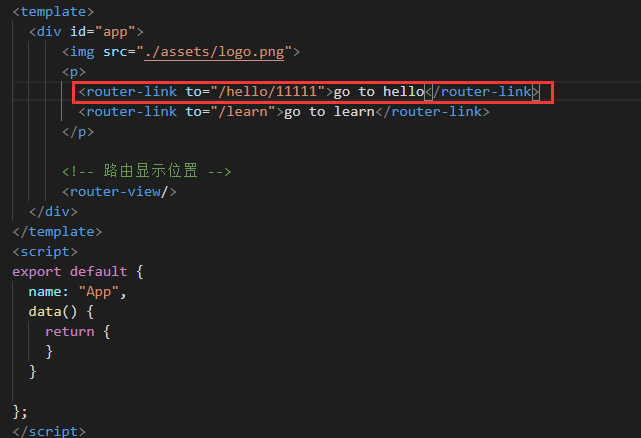 <template>
<div id="app">
<img src="./assets/logo.png">
<p>
<router-link to="/hello/11111">go to hello</router-link>
<router-link to="/learn">go to learn</router-link>
</p>
<!-- 路由显示位置 -->
<router-view/>
</div>
</template>
<script>
export default {
name: "App",
data() {
return {
}
}
};
</script>